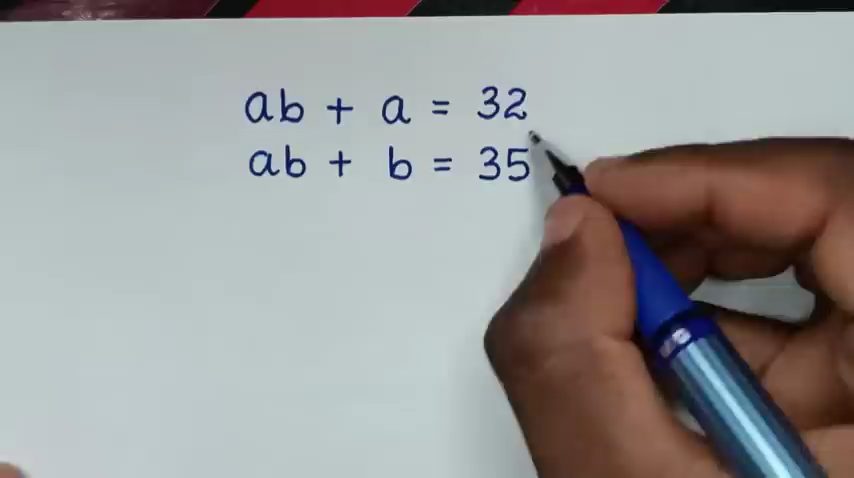 ab + a = 32
ab + b = 35